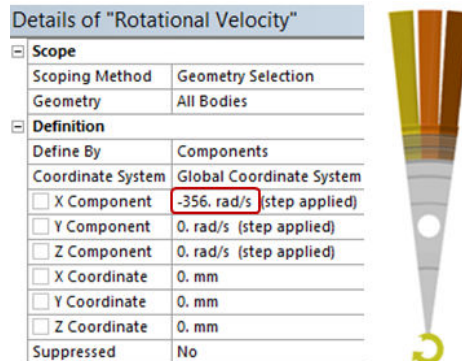 Details of "Rotational Velocity"
Scope
Scoping Method Geometry Selection
Geometry All Bodies
Definition
Define By Components
Coordinate System Global Coordinate System
X Component -356. rad/s (step applied)
Y Component 0. rad/s (step applied)
Z Component 0. rad/s (step applied)
X Coordinate 0. mm
Y Coordinate 0. mm
Z Coordinate 0. mm
Suppressed No